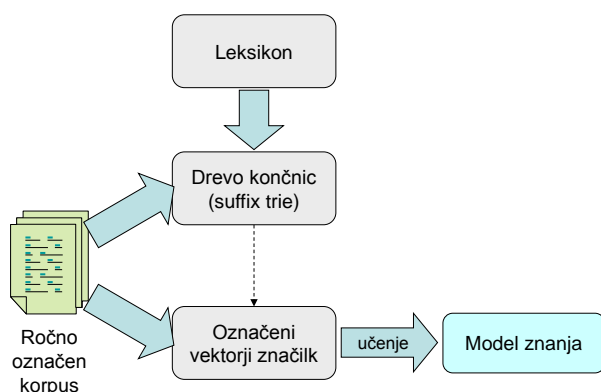 Leksikon
Drevo končnic
(suffix trie)
Ročno
označen
korpus
Označeni
vektorji značilk
učenje
Model znanja